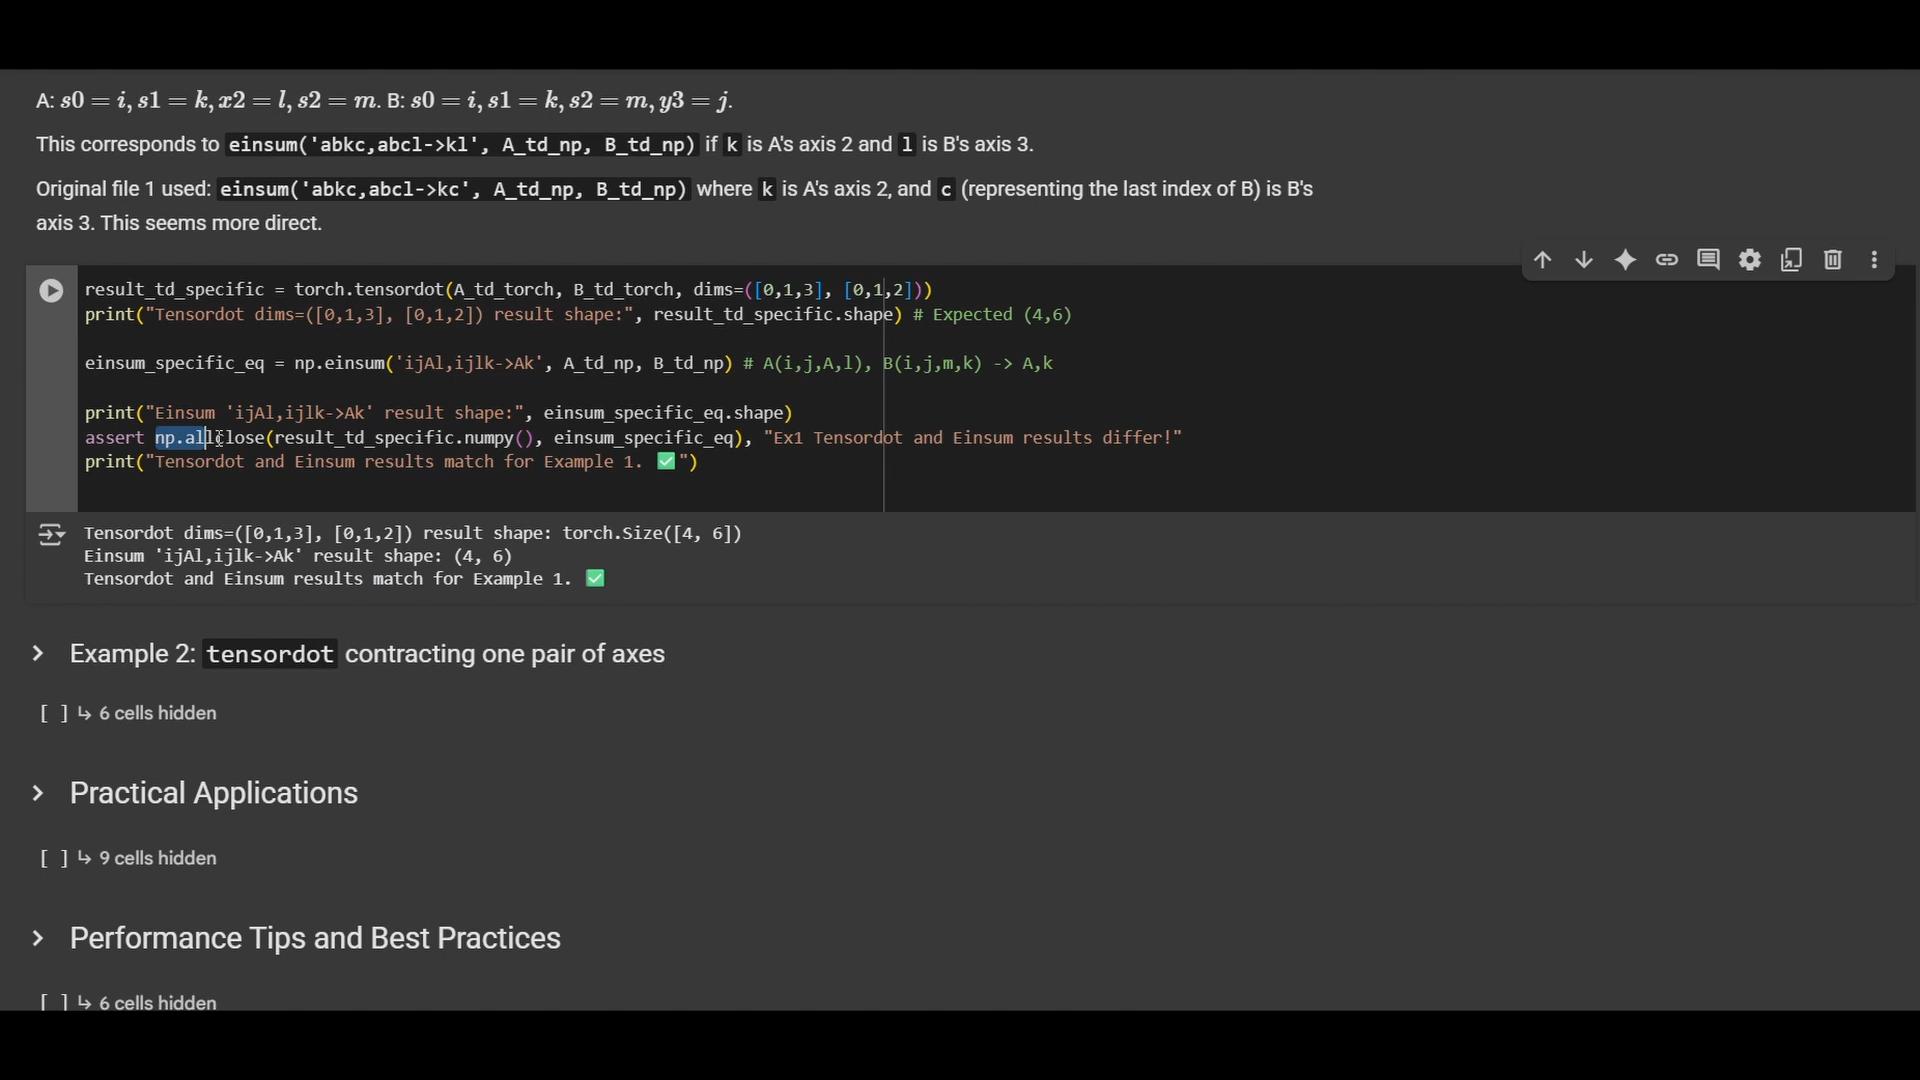 A: s0 = i, s1 = k, x2 = l, s2 = m. B: s0 = i, s1 = k, s2 = m, y3 = j.
This corresponds to einsum('abkc,abcl->kl', A_td_np, B_td_np) if k is A's axis 2 and l is B's axis 3.
Original file 1 used: einsum('abkc,abcl->kc', A_td_np, B_td_np) where k is A's axis 2, and c (representing the last index of B) is B's
axis 3. This seems more direct.
result_td_specific = torch.tensordot(A_td_torch, B_td_torch, dims=([0,1,3], [0,1,2]))
print("Tensordot dims=([0,1,3], [0,1,2]) result shape:", result_td_specific.shape) # Expected (4,6)
einsum_specific_eq = np.einsum('ijAl,ijlk->Ak', A_td_np, B_td_np) # A(i,j,A,l), B(i,j,m,k) -> A,k
print("Einsum 'ijAl,ijlk->Ak' result shape:", einsum_specific_eq.shape)
assert np.allclose(result_td_specific.numpy(), einsum_specific_eq), "Ex1 Tensordot and Einsum results differ!"
print("Tensordot and Einsum results match for Example 1. ✅")
Tensordot dims=([0,1,3], [0,1,2]) result shape: torch.Size([4, 6])
Einsum 'ijAl,ijlk->Ak' result shape: (4, 6)
Tensordot and Einsum results match for Example 1. ✅
Example 2: tensordot contracting one pair of axes
[ ] ↳ 6 cells hidden
Practical Applications
[ ] ↳ 9 cells hidden
Performance Tips and Best Practices
[ ] ↳ 6 cells hidden